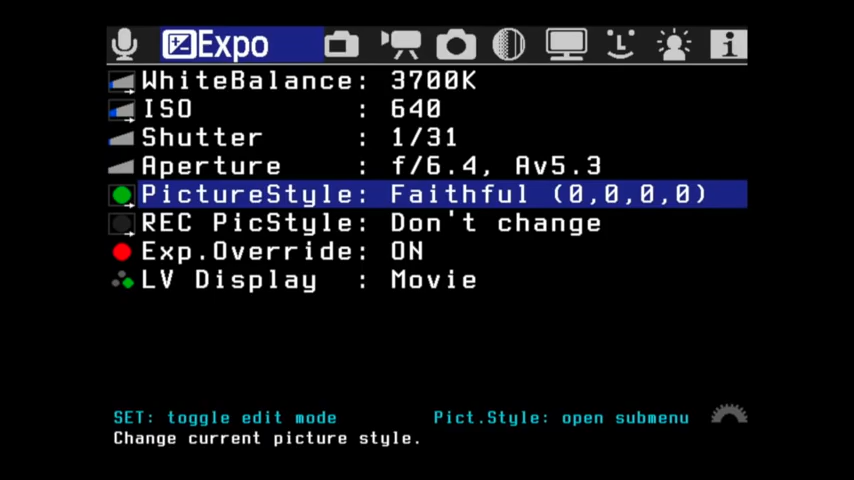 Expo
WhiteBalance: 3700K
ISO : 640
Shutter : 1/31
Aperture : f/6.4, Av5.3
PictureStyle: Faithful (0,0,0,0)
REC PicStyle: Don't change
Exp.Override: ON
LV Display : Movie
SET: toggle edit mode Pict.Style: open submenu
Change current picture style.